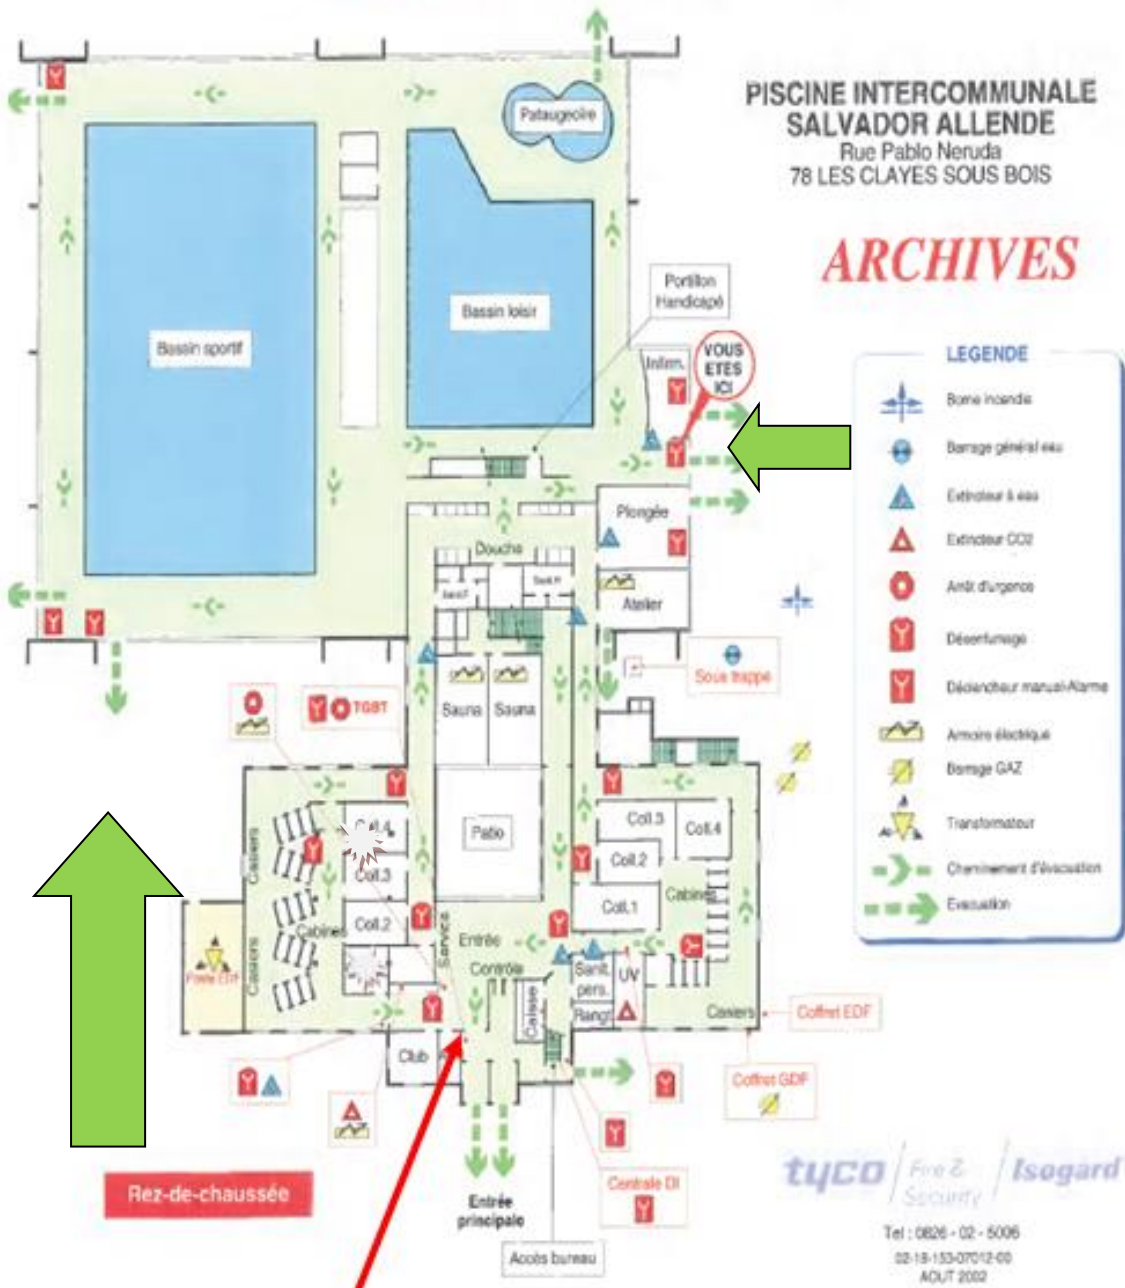 PISCINE INTERCOMMUNALE
SALVADOR ALLENDE
Rue Pablo Neruda
78 LES CLAYES SOUS BOIS
ARCHIVES
Pataugeoire
Portillon
Handicapé
Bassin loisir
Bassin sportif
Infirm.
VOUS
ETES
ICI
LEGENDE
Borne incendie
Barrage général eau
Extincteur à eau
Extincteur CO2
Arrêt d'urgence
Désenfumage
Déclencheur manuel-Alarme
Armoire électrique
Barrage GAZ
Transformateur
Cheminement d'évacuation
Evacuation
Plongée
Douche
Atelier
Sous trappe
TGBT
Sauna
Sauna
Patio
Casiers
Casiers
Cabines
Coll.4
Coll.3
Coll.2
Coll.3
Coll.4
Coll.2
Coll.1
Cabines
Service
Entrée
Contrôle
Caisse
Sanit.
pers.
UV
Rangt
Casiers
Poste EDF
Club
Coffret EDF
Coffret GDF
Centrale DI
Rez-de-chaussée
Entrée
principale
Accès bureau
tyco
Fire &
Security
Isogard
Tel : 0826 - 02 - 5006
02-19-153-07012-00
AOUT 2002